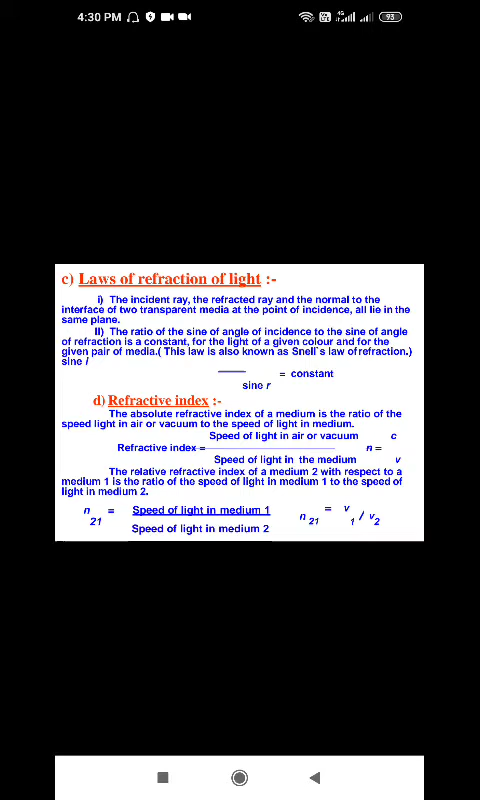 4:30 PM
4G
93
c) Laws of refraction of light :-
i) The incident ray, the refracted ray and the normal to the
interface of two transparent media at the point of incidence, all lie in the
same plane.
II) The ratio of the sine of angle of incidence to the sine of angle
of refraction is a constant, for the light of a given colour and for the
given pair of media.( This law is also known as Snell`s law of refraction.)
sine i
= constant
sine r
d) Refractive index :-
The absolute refractive index of a medium is the ratio of the
speed light in air or vacuum to the speed of light in medium.
Speed of light in air or vacuum c
Refractive index = n =
Speed of light in the medium v
The relative refractive index of a medium 2 with respect to a
medium 1 is the ratio of the speed of light in medium 1 to the speed of
light in medium 2.
n 21 = Speed of light in medium 1 n 21 = v 1 / v2
Speed of light in medium 2